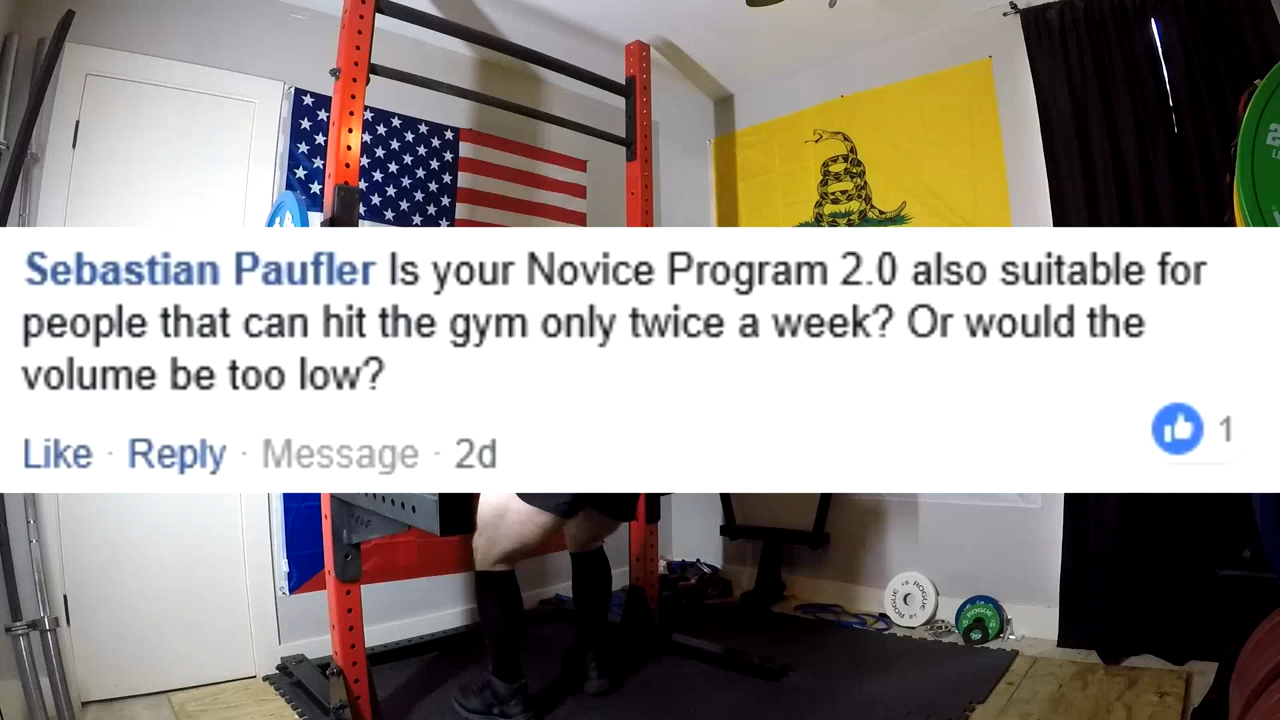 Sebastian Paufler Is your Novice Program 2.0 also suitable for
people that can hit the gym only twice a week? Or would the
volume be too low?
1
Like · Reply · Message · 2d
ROGUE
ROGUE
ROGUE